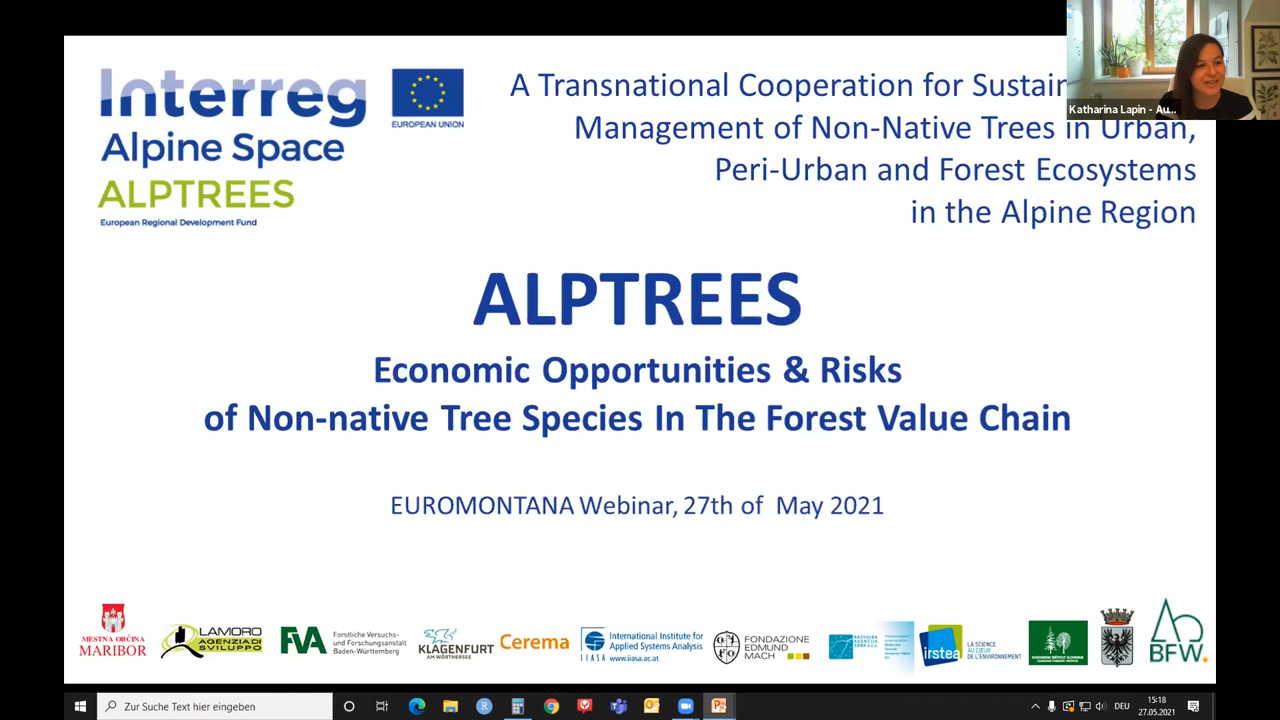 Interreg
Alpine Space
ALPTREES
European Regional Development Fund
EUROPEAN UNION
A Transnational Cooperation for Sustain
Management of Non-Native Trees in Urban,
Peri-Urban and Forest Ecosystems
in the Alpine Region
Katharina Lapin - Au...
ALPTREES
Economic Opportunities & Risks
of Non-native Tree Species In The Forest Value Chain
EUROMONTANA Webinar, 27th of May 2021
MESTNA OBČINA
MARIBOR
LAMORO
AGENZIA DI
SVILUPPO
FVA
Forstliche Versuchs-
und Forschungsanstalt
Baden-Württemberg
KLAGENFURT
AM WÖRTHERSEE
Cerema
IIASA
International Institute for
Applied Systems Analysis
www.iiasa.ac.at
FONDAZIONE
EDMUND
MACH
irstea
LA SCIENCE
AU CŒUR
DE L'ENVIRONNEMENT
BFW.
Zur Suche Text hier eingeben
DEU
15:18
27.05.2021